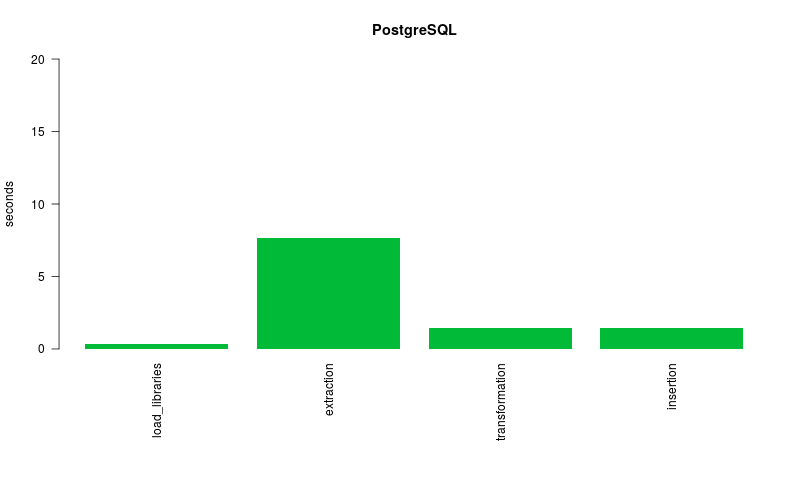 PostgreSQL
20
15
10
5
0
seconds
load_libraries
extraction
transformation
insertion